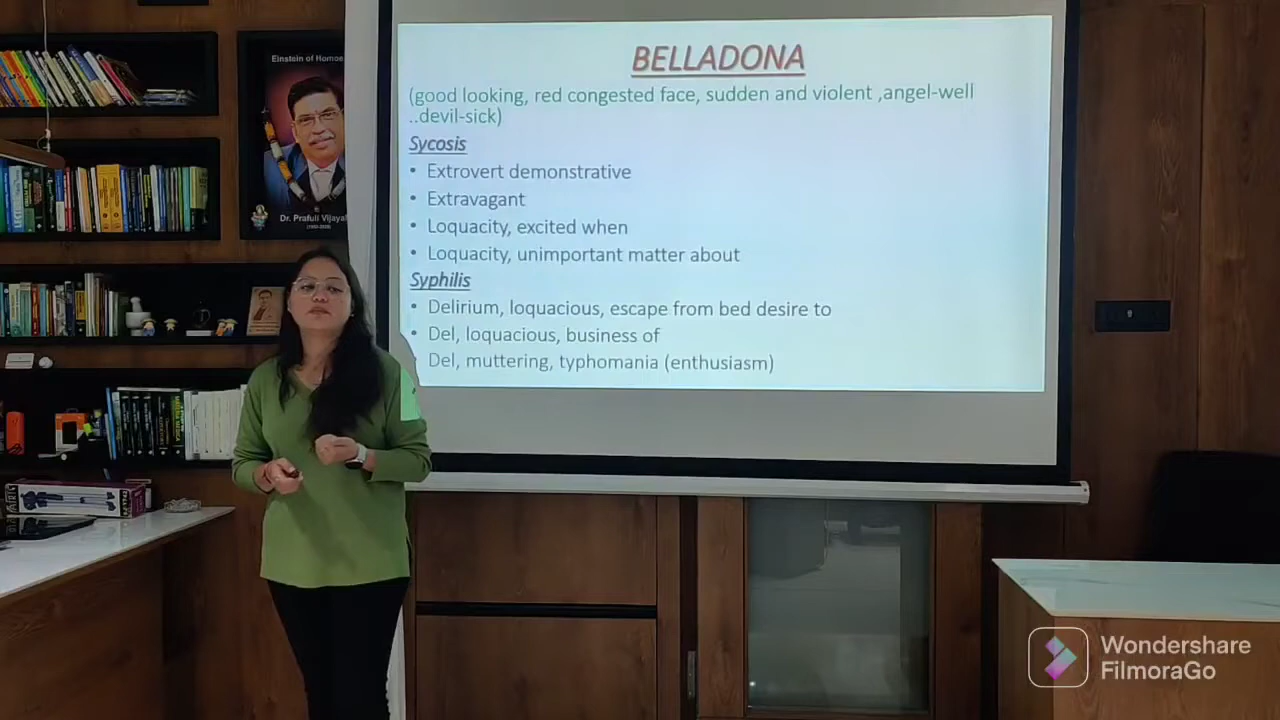 BELLADONA
(good looking, red congested face, sudden and violent ,angel-well
..devil-sick)
Sycosis
• Extrovert demonstrative
• Extravagant
• Loquacity, excited when
• Loquacity, unimportant matter about
Syphilis
• Delirium, loquacious, escape from bed desire to
• Del, loquacious, business of
Del, muttering, typhomania (enthusiasm)
Einstein of Homoe
Dr. Prafull Vijayal
Wondershare
FilmoraGo